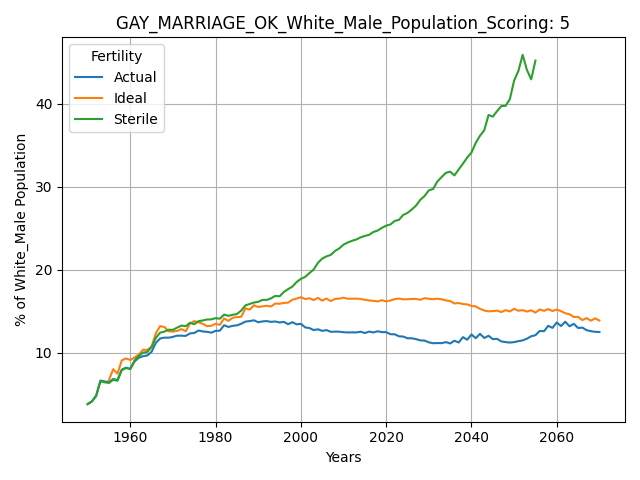 GAY_MARRIAGE_OK_White_Male_Population_Scoring: 5
Fertility
Actual
Ideal
Sterile
% of White_Male Population
40
30
20
10
1960 1980 2000 2020 2040 2060
Years